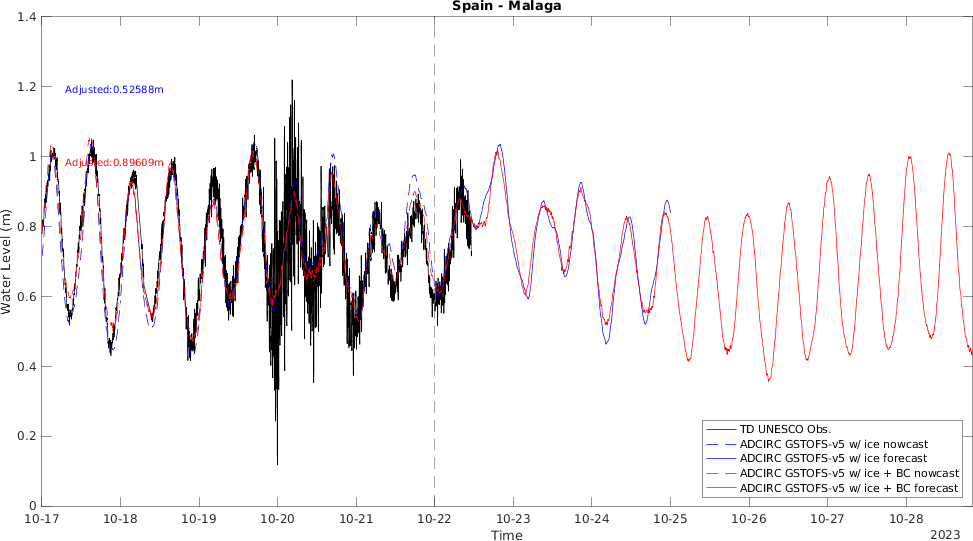 Spain - Malaga
Water Level (m)
1.4
1.2
1
0.8
0.6
0.4
0.2
0
Adjusted:0.52588m
Adjusted:0.89609m
TD UNESCO Obs.
ADCIRC GSTOFS-v5 w/ ice nowcast
ADCIRC GSTOFS-v5 w/ ice forecast
ADCIRC GSTOFS-v5 w/ ice + BC nowcast
ADCIRC GSTOFS-v5 w/ ice + BC forecast
10-17 10-18 10-19 10-20 10-21 10-22 10-23 10-24 10-25 10-26 10-27 10-28
Time
2023